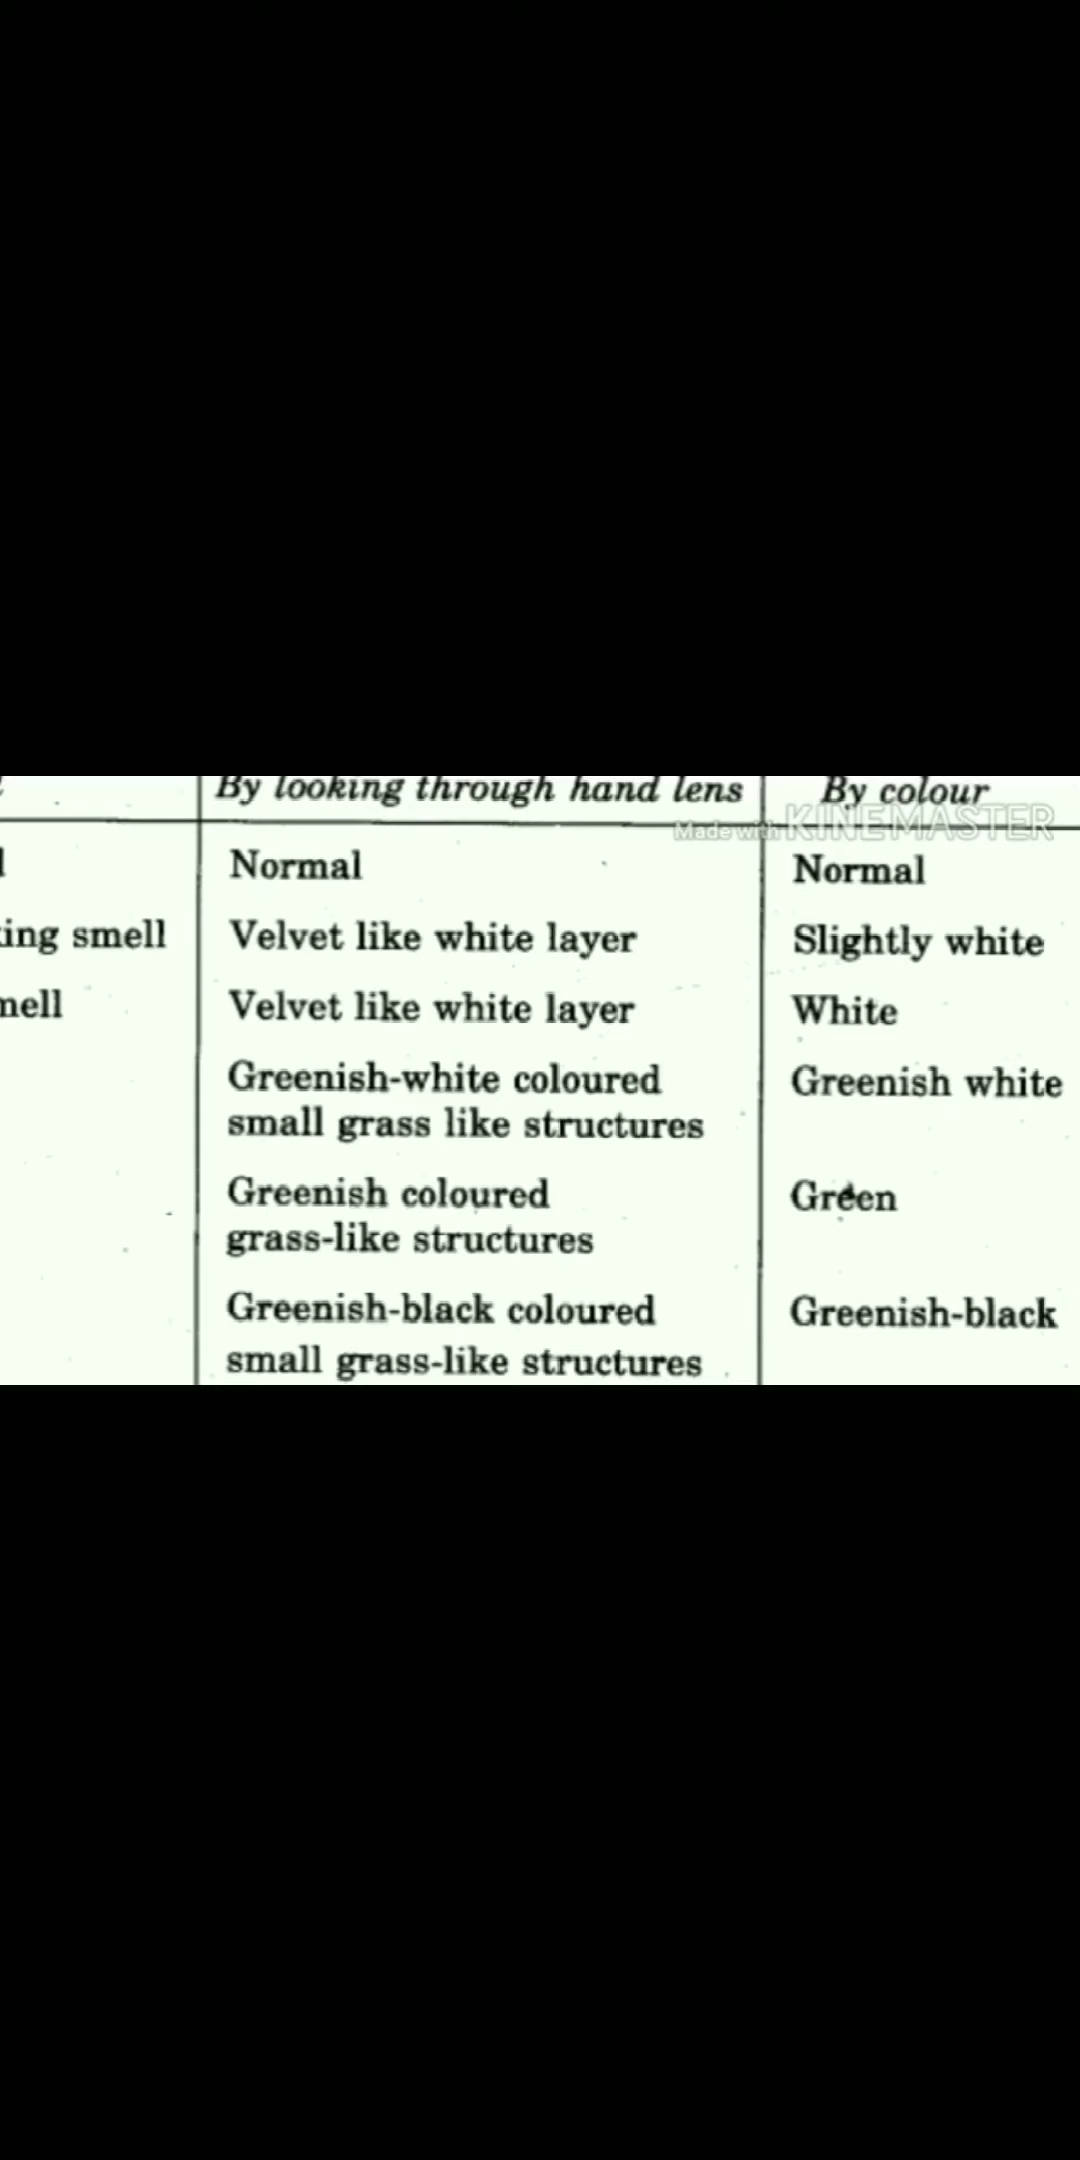 By looking through hand lens By colour
Made with KINEMASTER
Normal Normal
smell Velvet like white layer Slightly white
Velvet like white layer White
Greenish-white coloured Greenish white
small grass like structures
Greenish coloured Green
grass-like structures
Greenish-black coloured Greenish-black
small grass-like structures